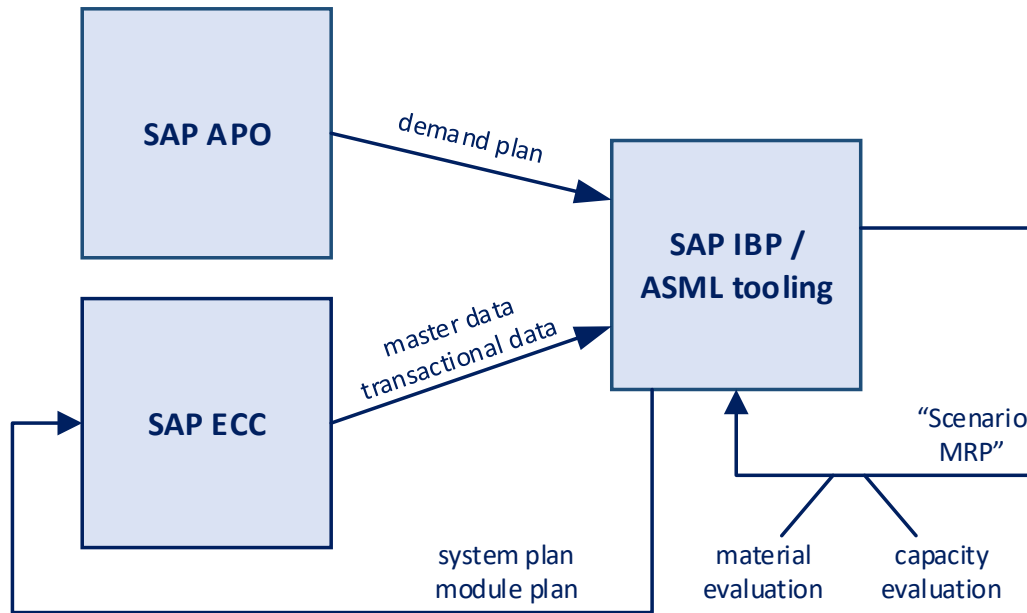 SAP APO
demand plan
SAP IBP /
ASML tooling
master data
transactional data
SAP ECC
“Scenario
MRP”
system plan
module plan
material
evaluation
capacity
evaluation